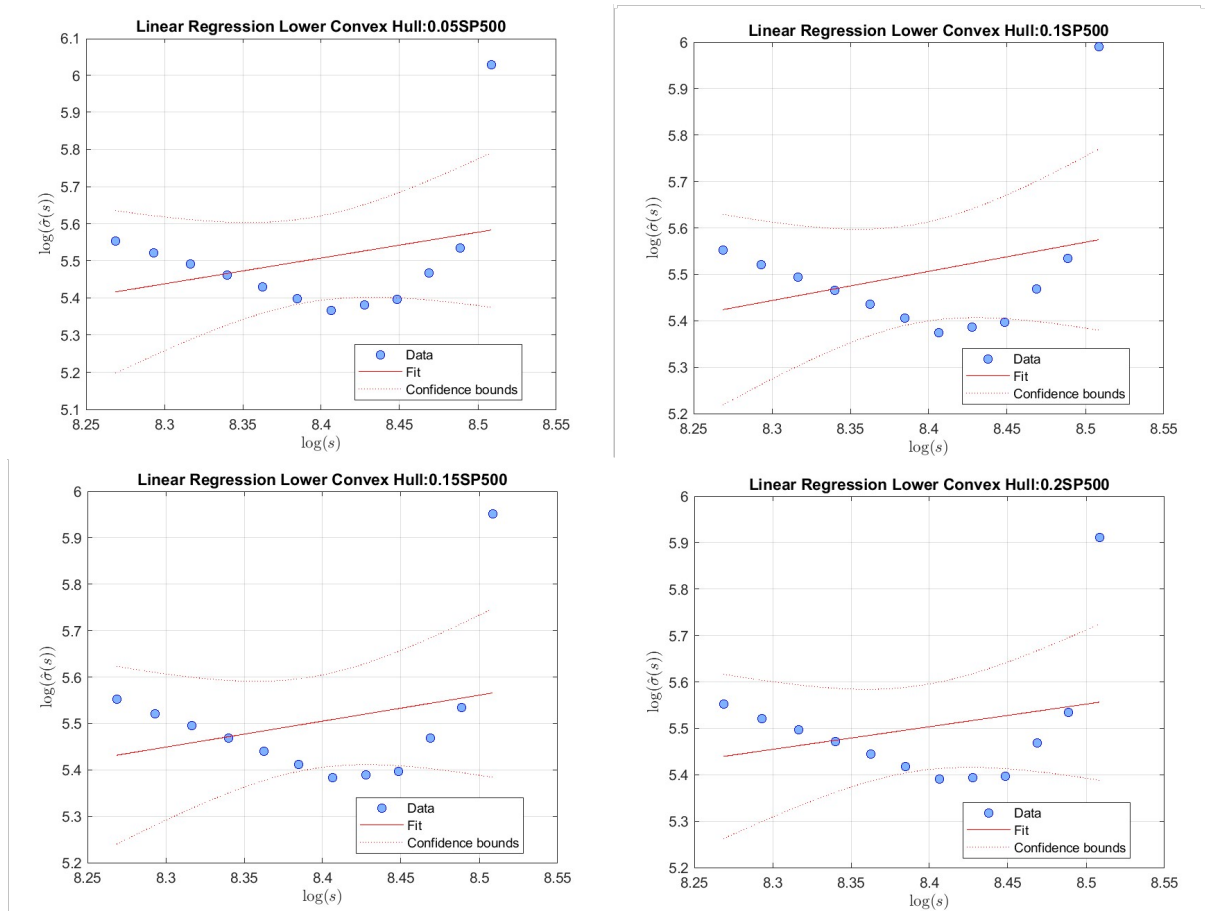 Linear Regression Lower Convex Hull:0.05SP500
6.1
6
5.9
5.8
5.7
5.6
5.5
5.4
5.3
5.2
5.1
log(σ̂(s))
Data
Fit
Confidence bounds
8.25 8.3 8.35 8.4 8.45 8.5 8.55
log(s)
Linear Regression Lower Convex Hull:0.1SP500
6
5.9
5.8
5.7
5.6
5.5
5.4
5.3
5.2
log(σ̂(s))
Data
Fit
Confidence bounds
8.25 8.3 8.35 8.4 8.45 8.5 8.55
log(s)
Linear Regression Lower Convex Hull:0.15SP500
6
5.9
5.8
5.7
5.6
5.5
5.4
5.3
5.2
log(σ̂(s))
Data
Fit
Confidence bounds
8.25 8.3 8.35 8.4 8.45 8.5 8.55
log(s)
Linear Regression Lower Convex Hull:0.2SP500
6
5.9
5.8
5.7
5.6
5.5
5.4
5.3
5.2
log(σ̂(s))
Data
Fit
Confidence bounds
8.25 8.3 8.35 8.4 8.45 8.5 8.55
log(s)